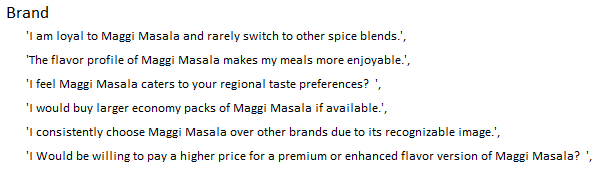 Brand
'I am loyal to Maggi Masala and rarely switch to other spice blends.',
'The flavor profile of Maggi Masala makes my meals more enjoyable.',
'I feel Maggi Masala caters to your regional taste preferences?  ',
'I would buy larger economy packs of Maggi Masala if available.',
'I consistently choose Maggi Masala over other brands due to its recognizable image.',
'I Would be willing to pay a higher price for a premium or enhanced flavor version of Maggi Masala?  ',